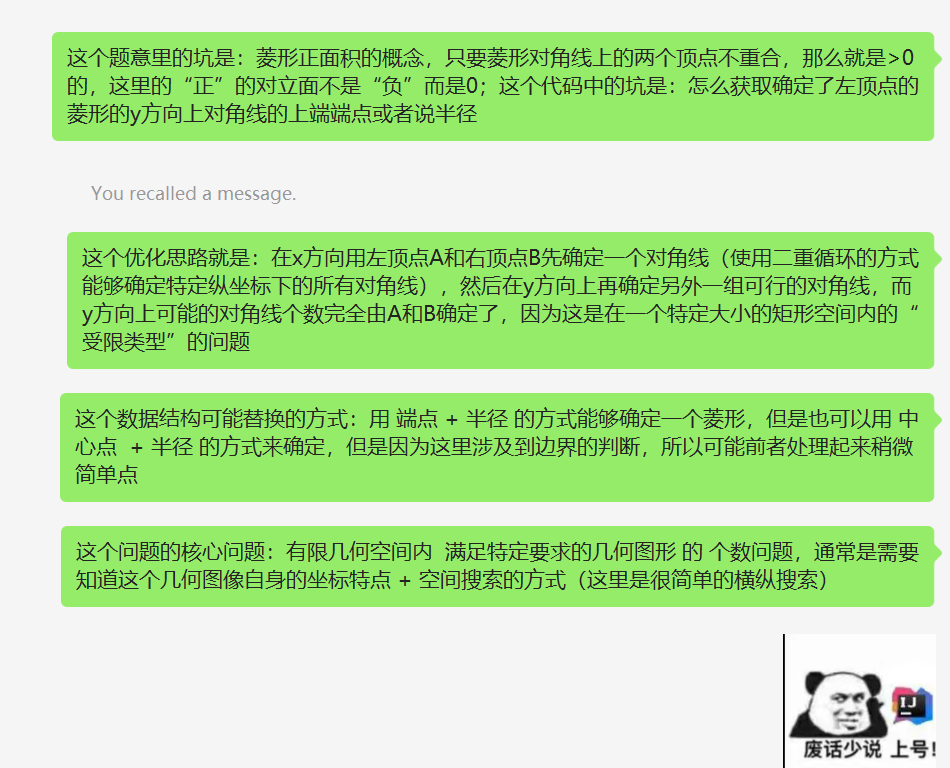 这个题意里的坑是：菱形正面积的概念，只要菱形对角线上的两个顶点不重合，那么就是>0
的，这里的“正”的对立面不是“负”而是0；这个代码中的坑是：怎么获取确定了左顶点的
菱形的y方向上对角线的上端端点或者说半径
You recalled a message.
这个优化思路就是：在x方向用左顶点A和右顶点B先确定一个对角线（使用二重循环的方式
能够确定特定纵坐标下的所有对角线），然后在y方向上再确定另外一组可行的对角线，而
y方向上可能的对角线个数完全由A和B确定了，因为这是在一个特定大小的矩形空间内的“
受限类型”的问题
这个数据结构可能替换的方式：用 端点 + 半径 的方式能够确定一个菱形，但是也可以用 中
心点  + 半径 的方式来确定，但是因为这里涉及到边界的判断，所以可能前者处理起来稍微
简单点
这个问题的核心问题：有限几何空间内  满足特定要求的几何图形 的 个数问题，通常是需要
知道这个几何图像自身的坐标特点 + 空间搜索的方式（这里是很简单的横纵搜索）
IJ
废话少说 上号!